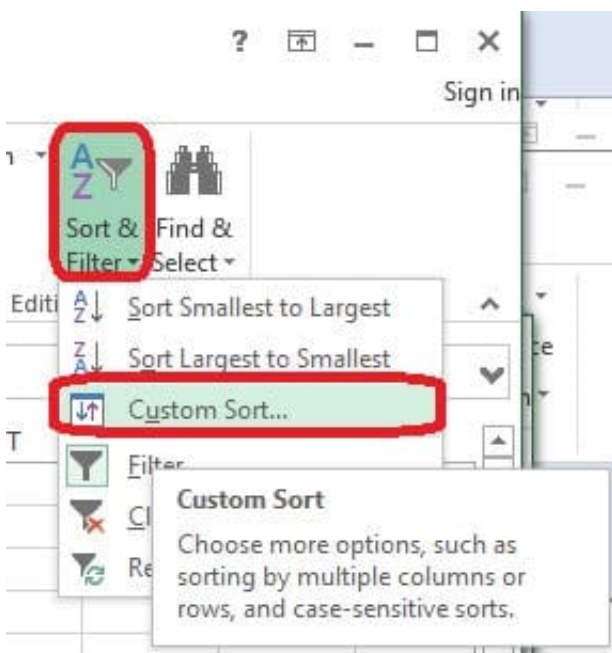 ?
Sign in
A
Z
Sort & Find &
Filter Select
Editi
Sort Smallest to Largest
Sort Largest to Smallest
Custom Sort...
T
Filter
Custom Sort
Choose more options, such as
sorting by multiple columns or
rows, and case-sensitive sorts.